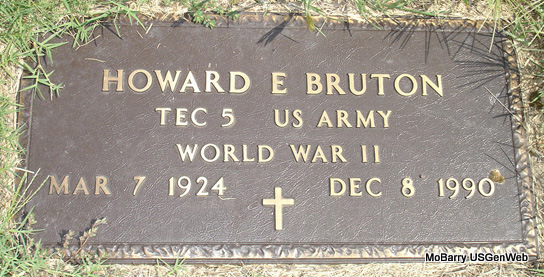 HOWARD E BRUTON
TEC 5 US ARMY
WORLD WAR II
MAR 7 1924 DEC 8 1990
MoBarry USGenWeb